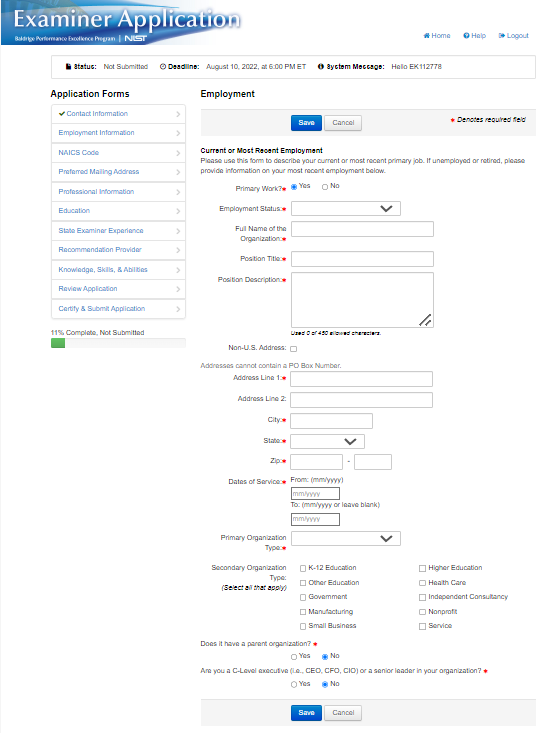 Examiner Application
Baldrige Performance Excellence Program | NIST
Home Help Logout
Status: Not Submitted Deadline: August 10, 2022, at 6:00 PM ET System Message: Hello EK112778
Application Forms
Contact Information
Employment Information
NAICS Code
Preferred Mailing Address
Professional Information
Education
State Examiner Experience
Recommendation Provider
Knowledge, Skills, & Abilities
Review Application
Certify & Submit Application
11% Complete, Not Submitted
Employment
Save Cancel * Denotes required field
Current or Most Recent Employment
Please use this form to describe your current or most recent primary job. If unemployed or retired, please
provide information on your most recent employment below.
Primary Work?* Yes No
Employment Status:*
Full Name of the
Organization:*
Position Title:*
Position Description:*
Used 0 of 450 allowed characters.
Non-U.S. Address:
Addresses cannot contain a PO Box Number.
Address Line 1:*
Address Line 2:
City:*
State:*
Zip:* -
Dates of Service:* From: (mm/yyyy)
mm/yyyy
To: (mm/yyyy or leave blank)
mm/yyyy
Primary Organization
Type:*
Secondary Organization
Type:
(Select all that apply)
K-12 Education Higher Education
Other Education Health Care
Government Independent Consultancy
Manufacturing Nonprofit
Small Business Service
Does it have a parent organization? *
Yes No
Are you a C-Level executive (i.e., CEO, CFO, CIO) or a senior leader in your organization? *
Yes No
Save Cancel